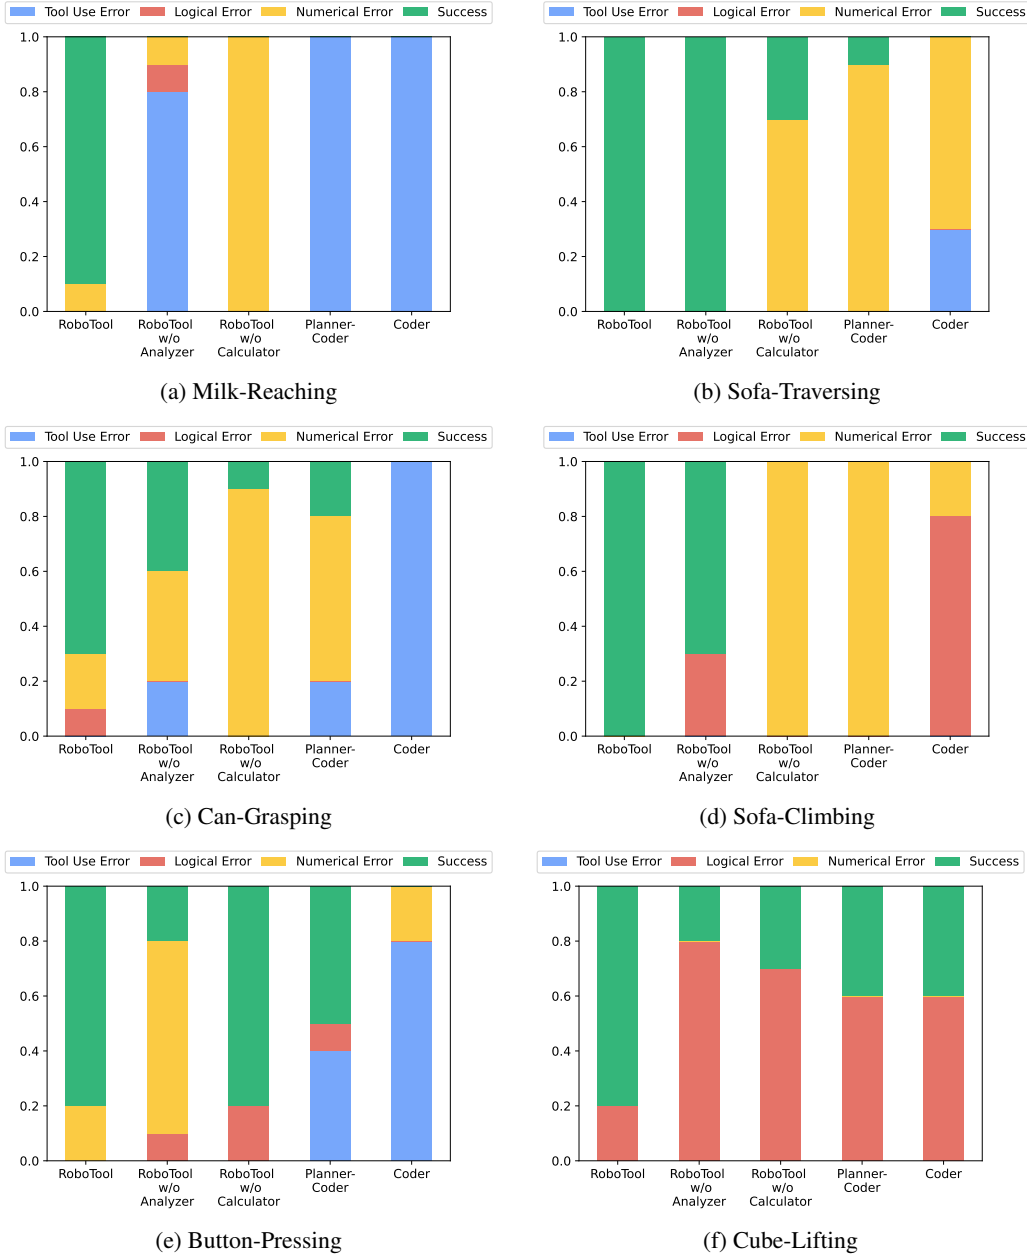 Tool Use Error Logical Error Numerical Error Success
1.0
0.8
0.6
0.4
0.2
0.0
RoboTool RoboTool w/o Analyzer RoboTool w/o Calculator Planner-Coder Coder
(a) Milk-Reaching
Tool Use Error Logical Error Numerical Error Success
1.0
0.8
0.6
0.4
0.2
0.0
RoboTool RoboTool w/o Analyzer RoboTool w/o Calculator Planner-Coder Coder
(b) Sofa-Traversing
Tool Use Error Logical Error Numerical Error Success
1.0
0.8
0.6
0.4
0.2
0.0
RoboTool RoboTool w/o Analyzer RoboTool w/o Calculator Planner-Coder Coder
(c) Can-Grasping
Tool Use Error Logical Error Numerical Error Success
1.0
0.8
0.6
0.4
0.2
0.0
RoboTool RoboTool w/o Analyzer RoboTool w/o Calculator Planner-Coder Coder
(d) Sofa-Climbing
Tool Use Error Logical Error Numerical Error Success
1.0
0.8
0.6
0.4
0.2
0.0
RoboTool RoboTool w/o Analyzer RoboTool w/o Calculator Planner-Coder Coder
(e) Button-Pressing
Tool Use Error Logical Error Numerical Error Success
1.0
0.8
0.6
0.4
0.2
0.0
RoboTool RoboTool w/o Analyzer RoboTool w/o Calculator Planner-Coder Coder
(f) Cube-Lifting